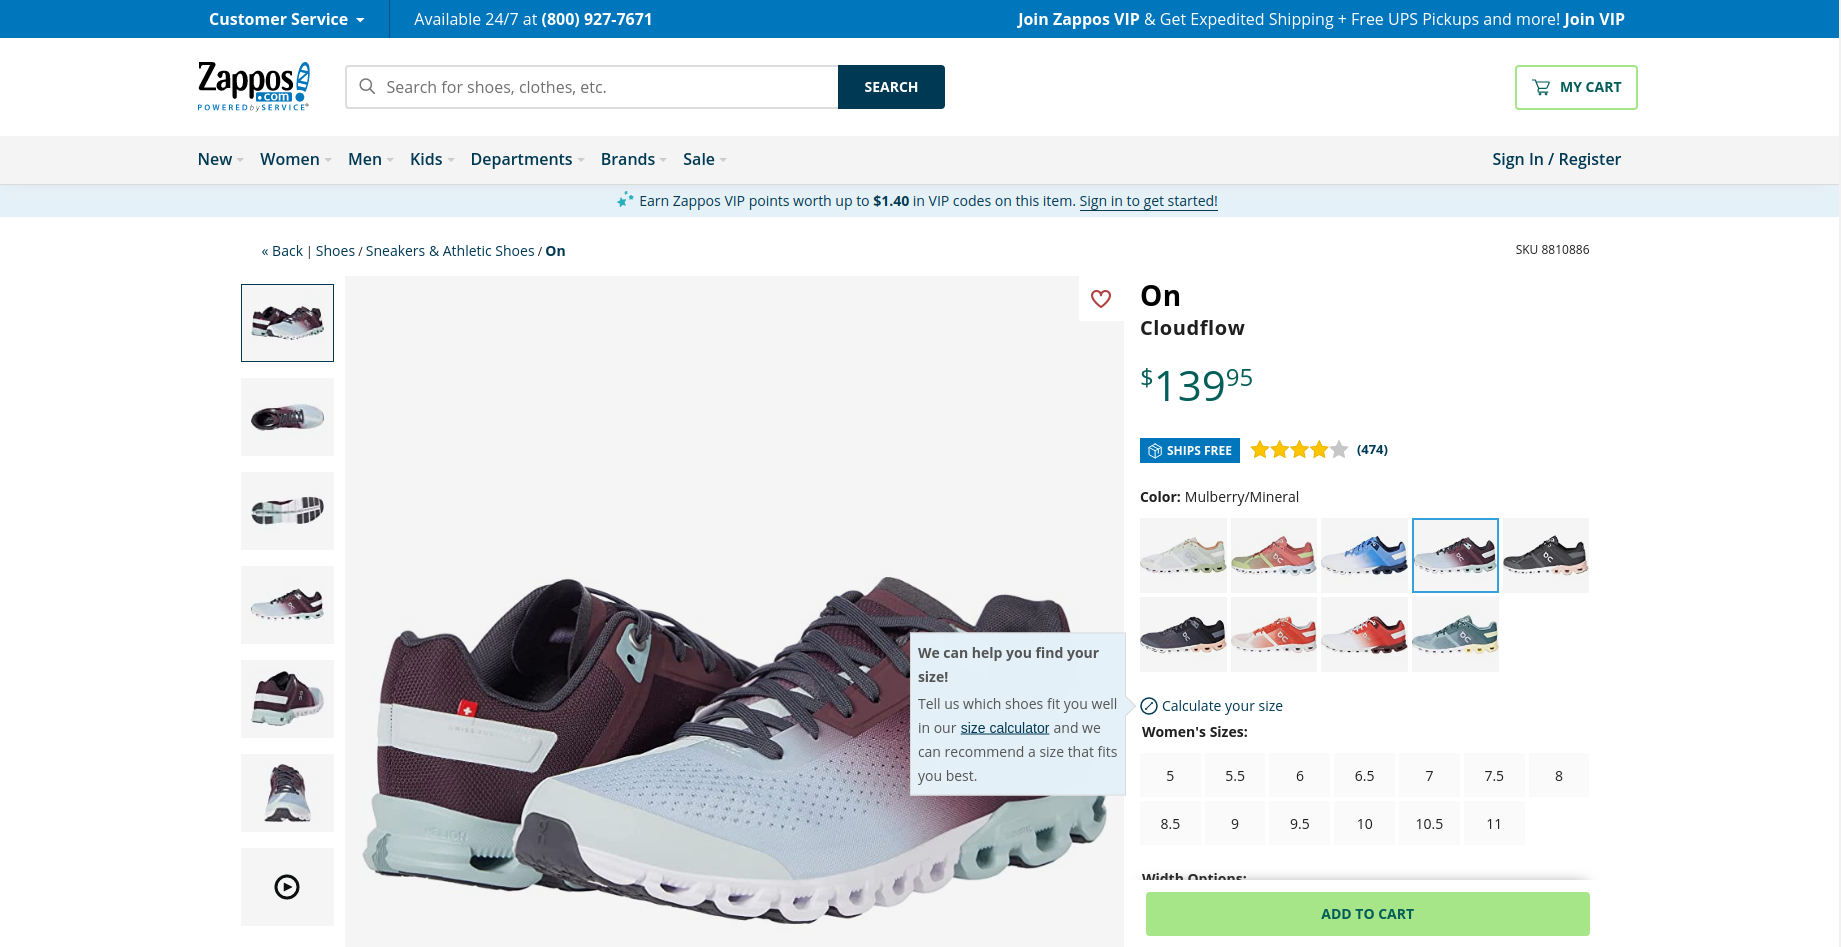 Customer Service
Available 24/7 at (800) 927-7671
Join Zappos VIP & Get Expedited Shipping + Free UPS Pickups and more! Join VIP
Zappos
.com
POWERED by SERVICE
Search for shoes, clothes, etc.
SEARCH
MY CART
New
Women
Men
Kids
Departments
Brands
Sale
Sign In / Register
Earn Zappos VIP points worth up to $1.40 in VIP codes on this item. Sign in to get started!
« Back | Shoes / Sneakers & Athletic Shoes / On
SKU 8810886
On
Cloudflow
$139 95
SHIPS FREE
(474)
Color: Mulberry/Mineral
We can help you find your
size!
Tell us which shoes fit you well
in our size calculator and we
can recommend a size that fits
you best.
Calculate your size
Women's Sizes:
5 5.5 6 6.5 7 7.5 8
8.5 9 9.5 10 10.5 11
Width Options:
ADD TO CART